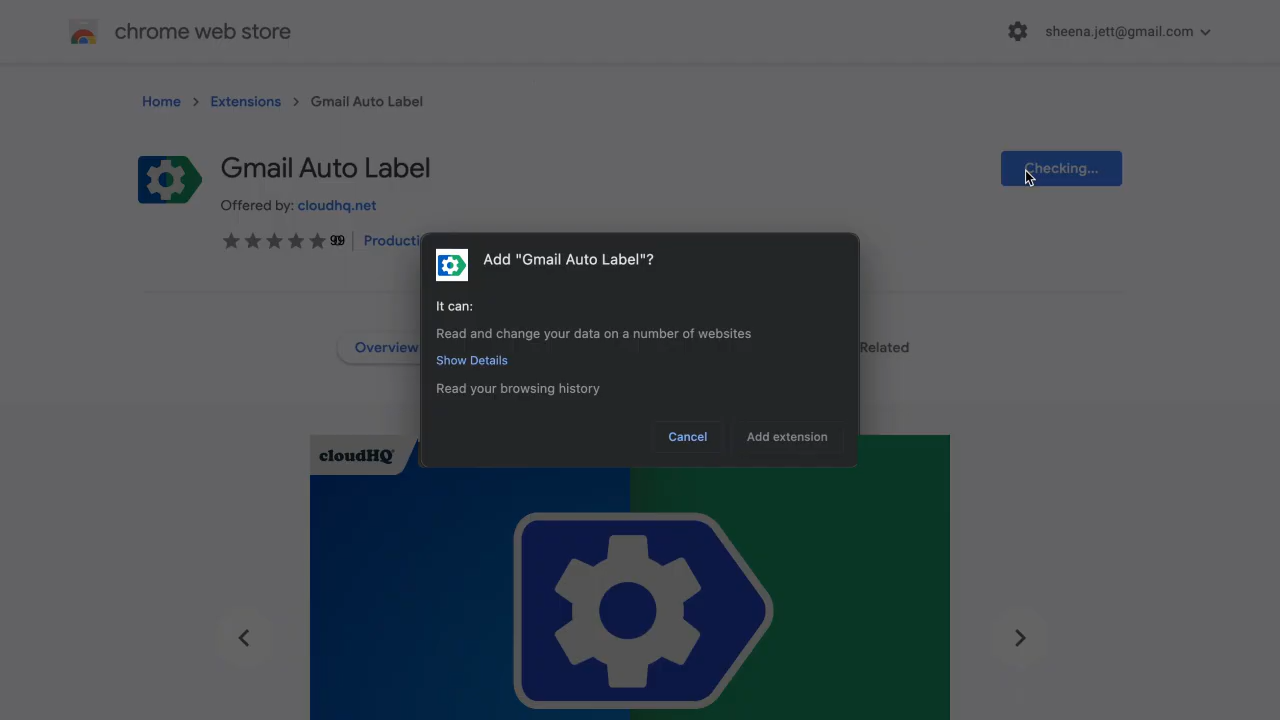 chrome web store
sheena.jett@gmail.com
Home > Extensions > Gmail Auto Label
Gmail Auto Label
Checking...
Offered by: cloudhq.net
Producti
Add "Gmail Auto Label"?
It can:
Read and change your data on a number of websites
Overview
Related
Show Details
Read your browsing history
Cancel
Add extension
cloudHQ